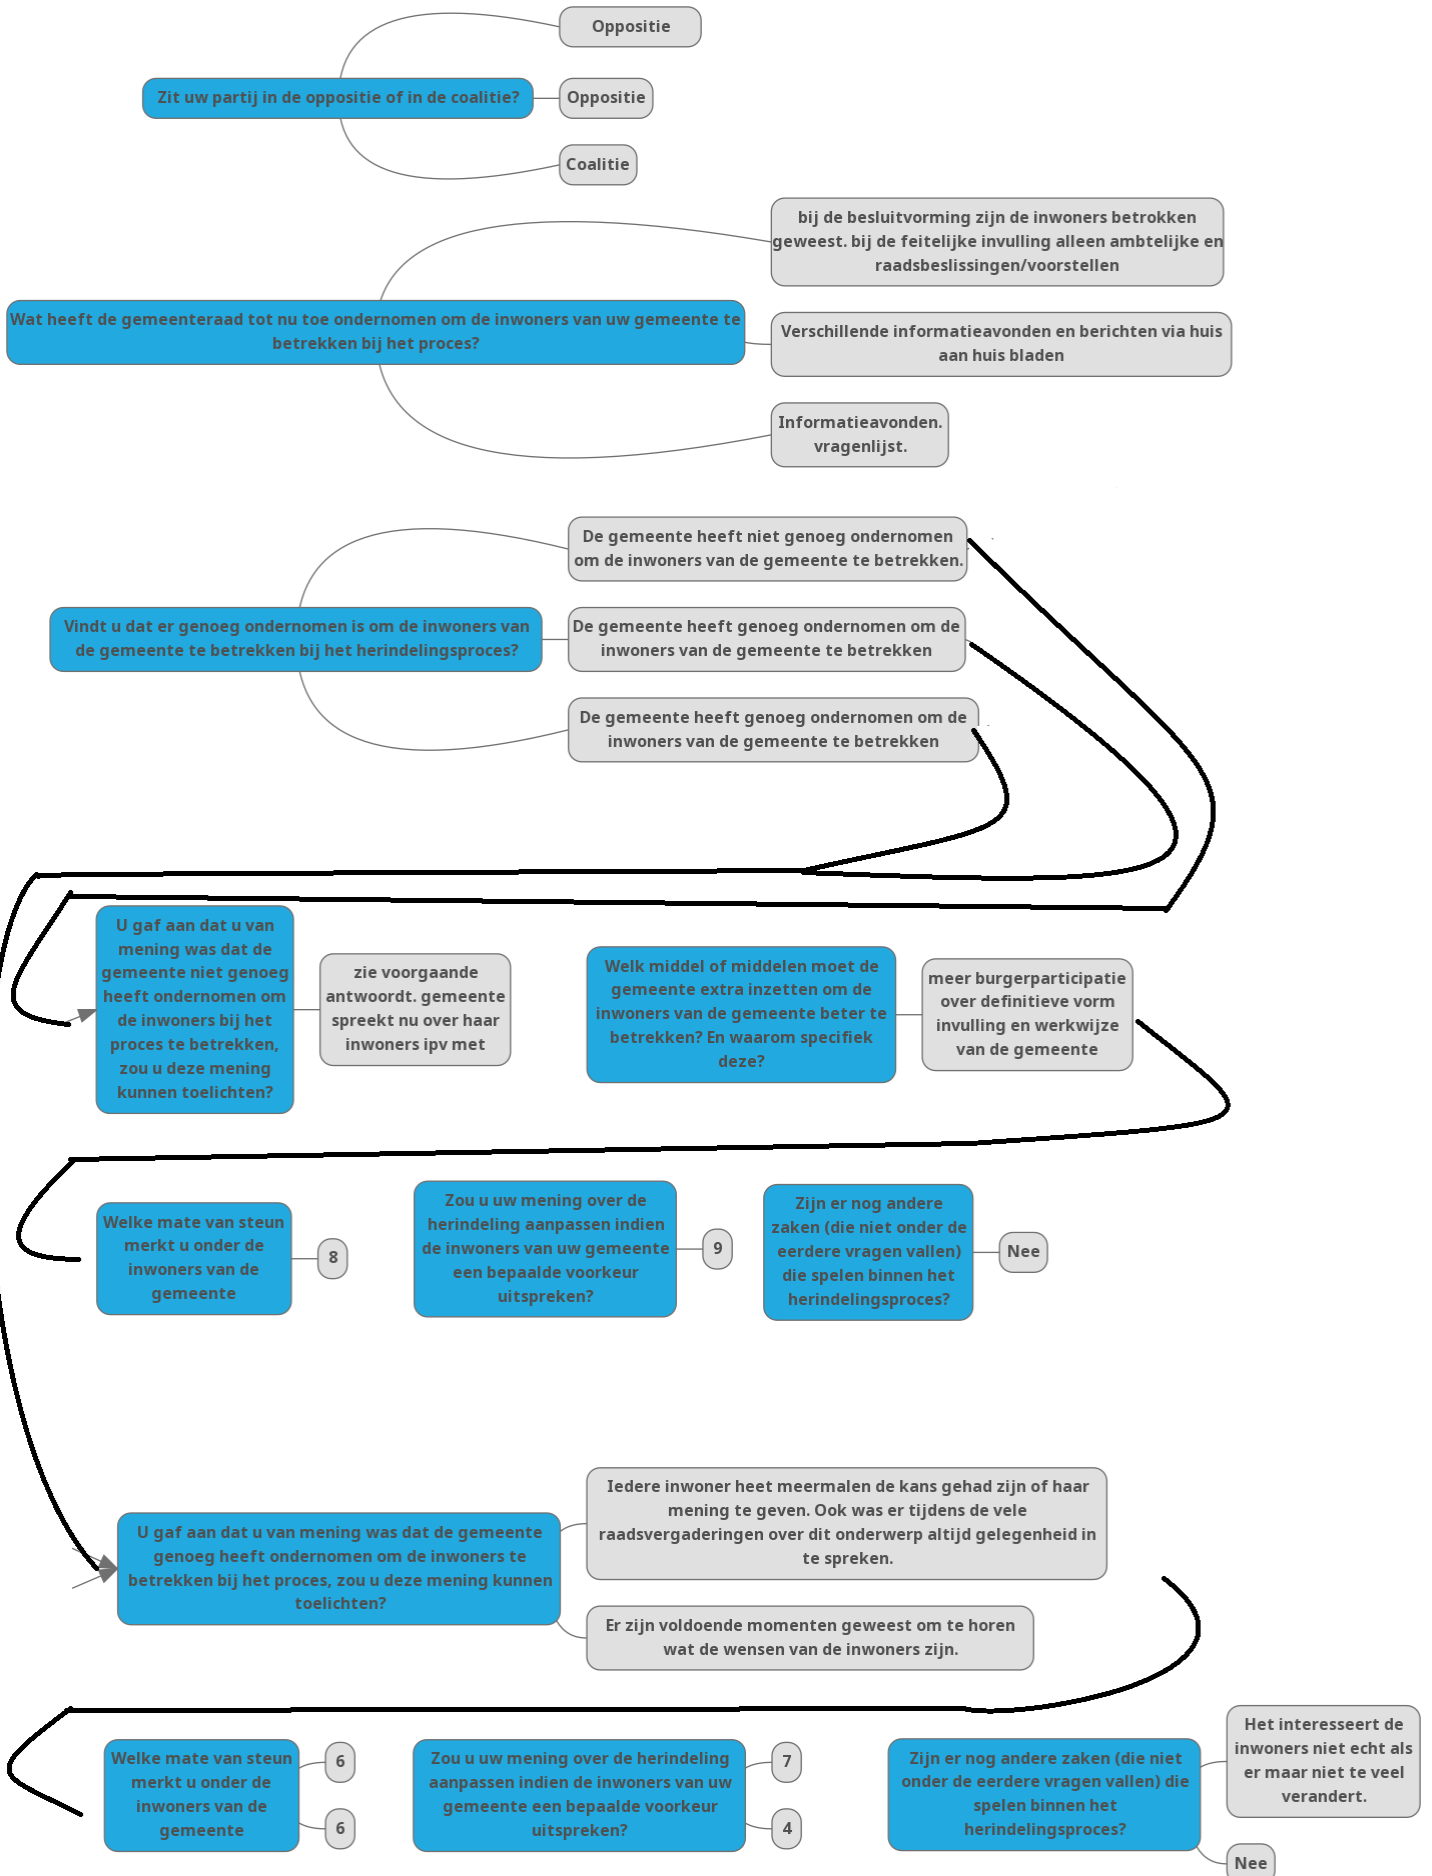 Oppositie
Zit uw partij in de oppositie of in de coalitie?
Oppositie
Coalitie
bij de besluitvorming zijn de inwoners betrokken
geweest. bij de feitelijke invulling alleen ambtelijke en
raadsbeslissingen/voorstellen
Wat heeft de gemeenteraad tot nu toe ondernomen om de inwoners van uw gemeente te
betrekken bij het proces?
Verschillende informatieavonden en berichten via huis
aan huis bladen
Informatieavonden.
vragenlijst.
De gemeente heeft niet genoeg ondernomen
om de inwoners van de gemeente te betrekken.
Vindt u dat er genoeg ondernomen is om de inwoners van
de gemeente te betrekken bij het herindelingsproces?
De gemeente heeft genoeg ondernomen om de
inwoners van de gemeente te betrekken
De gemeente heeft genoeg ondernomen om de
inwoners van de gemeente te betrekken
U gaf aan dat u van
mening was dat de
gemeente niet genoeg
heeft ondernomen om
de inwoners bij het
proces te betrekken,
zou u deze mening
kunnen toelichten?
zie voorgaande
antwoordt. gemeente
spreekt nu over haar
inwoners ipv met
Welk middel of middelen moet de
gemeente extra inzetten om de
inwoners van de gemeente beter te
betrekken? En waarom specifiek
deze?
meer burgerparticipatie
over definitieve vorm
invulling en werkwijze
van de gemeente
Welke mate van steun
merkt u onder de
inwoners van de
gemeente
8
Zou u uw mening over de
herindeling aanpassen indien
de inwoners van uw gemeente
een bepaalde voorkeur
uitspreken?
9
Zijn er nog andere
zaken (die niet onder de
eerdere vragen vallen)
die spelen binnen het
herindelingsproces?
Nee
U gaf aan dat u van mening was dat de gemeente
genoeg heeft ondernomen om de inwoners te
betrekken bij het proces, zou u deze mening kunnen
toelichten?
Iedere inwoner heet meermalen de kans gehad zijn of haar
mening te geven. Ook was er tijdens de vele
raadsvergaderingen over dit onderwerp altijd gelegenheid in
te spreken.
Er zijn voldoende momenten geweest om te horen
wat de wensen van de inwoners zijn.
Welke mate van steun
merkt u onder de
inwoners van de
gemeente
6
6
Zou u uw mening over de herindeling
aanpassen indien de inwoners van uw
gemeente een bepaalde voorkeur
uitspreken?
7
4
Zijn er nog andere zaken (die niet
onder de eerdere vragen vallen) die
spelen binnen het
herindelingsproces?
Het interesseert de
inwoners niet echt als
er maar niet te veel
verandert.
Nee